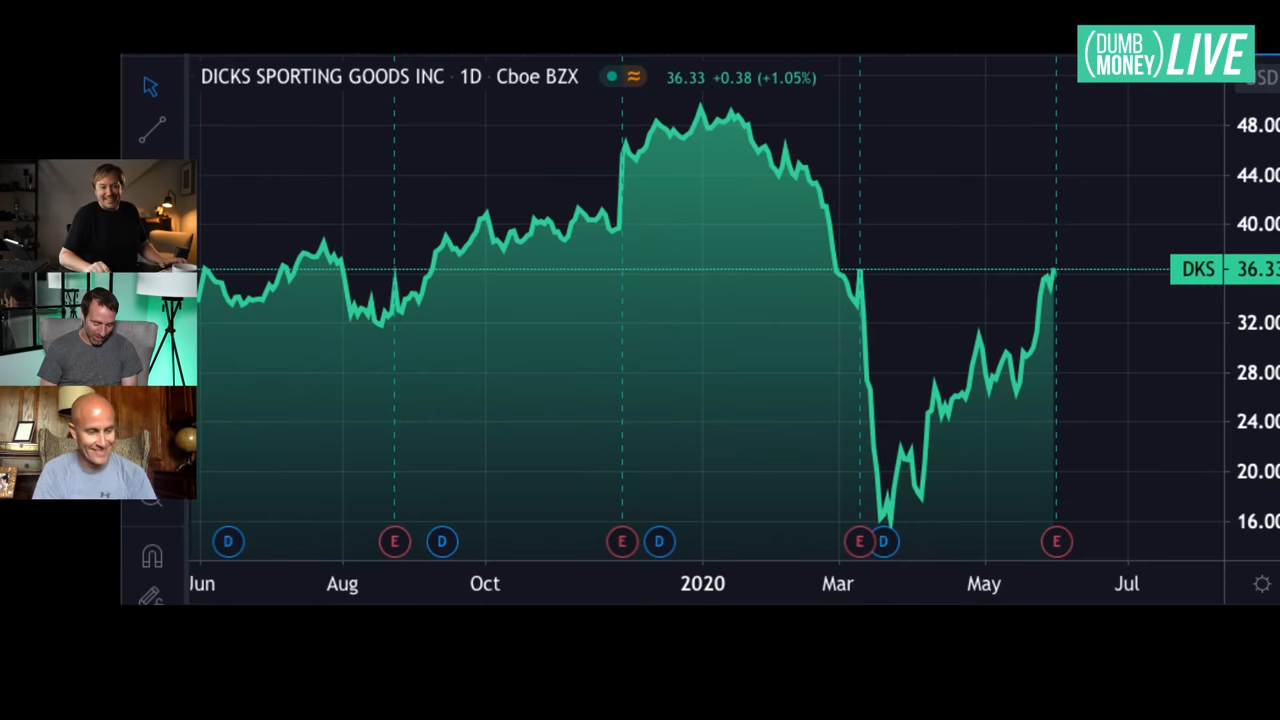 (DUMB MONEY) LIVE
DICKS SPORTING GOODS INC · 1D · Cboe BZX
36.33 +0.38 (+1.05%)
USD
48.00
44.00
40.00
DKS 36.33
32.00
28.00
24.00
20.00
16.00
D E D E D E D E
Jun Aug Oct 2020 Mar May Jul